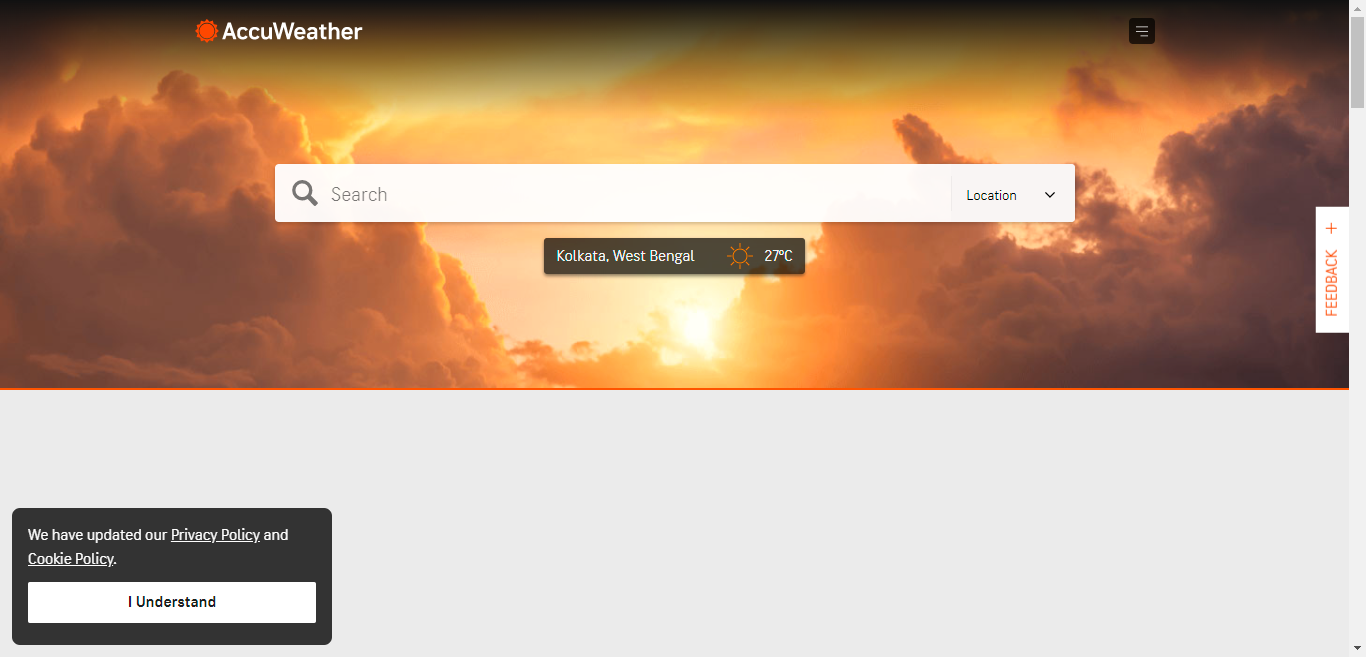 AccuWeather
Search
Location
Kolkata, West Bengal 27°C
FEEDBACK +
We have updated our Privacy Policy and
Cookie Policy.
I Understand